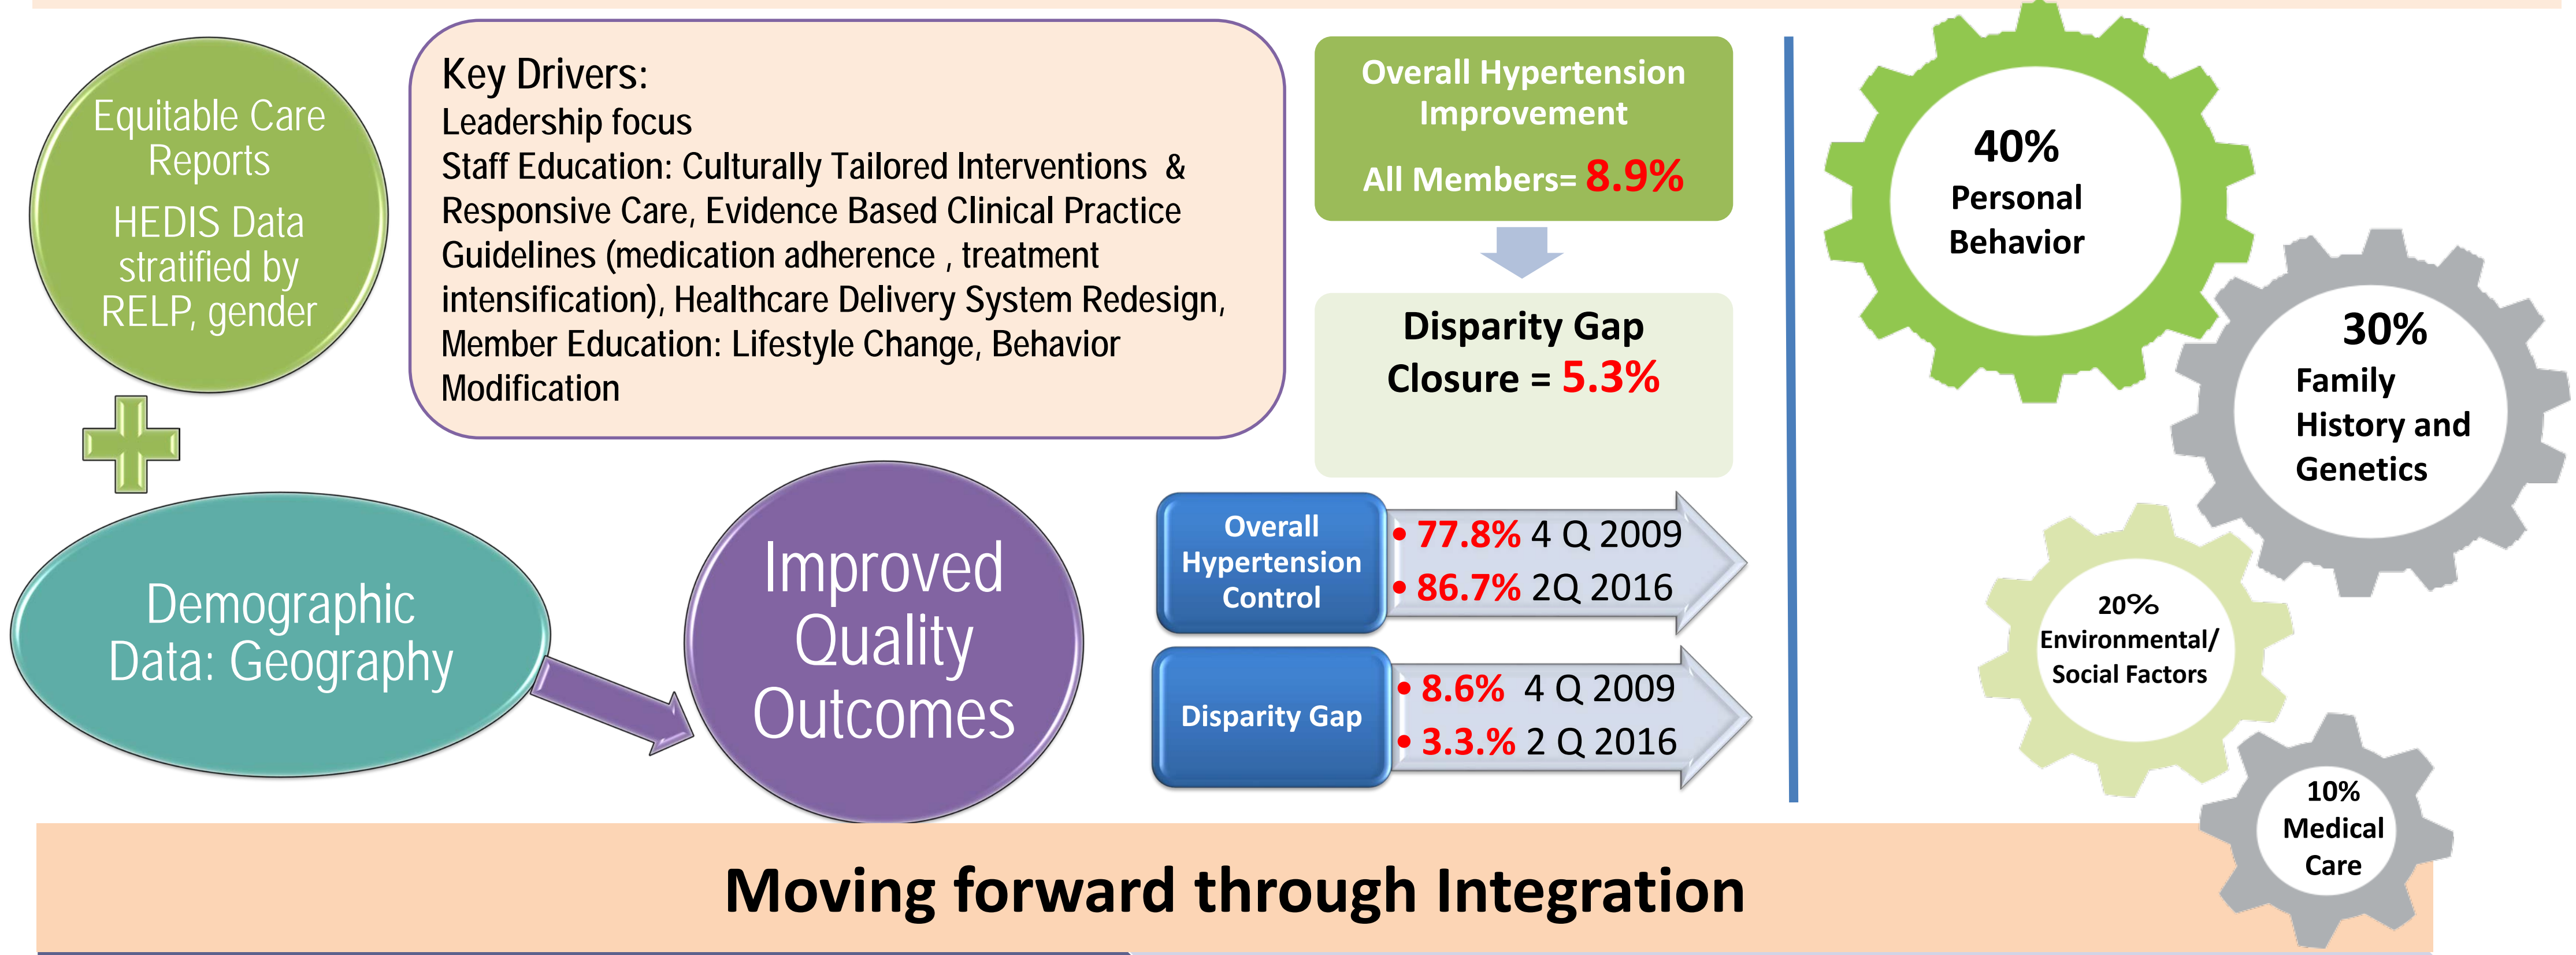 Equitable Care
Reports
HEDIS Data
stratified by
RELP, gender
Demographic
Data: Geography
Key Drivers:
Leadership focus
Staff Education: Culturally Tailored Interventions &
Responsive Care, Evidence Based Clinical Practice
Guidelines (medication adherence , treatment
intensification), Healthcare Delivery System Redesign,
Member Education: Lifestyle Change, Behavior
Modification
Improved
Quality
Outcomes
Overall Hypertension
Improvement
All Members= 8.9%
Disparity Gap
Closure = 5.3%
Overall
Hypertension
Control
• 77.8% 4 Q 2009
• 86.7% 2Q 2016
Disparity Gap
• 8.6% 4 Q 2009
• 3.3.% 2 Q 2016
40%
Personal
Behavior
30%
Family
History and
Genetics
20%
Environmental/
Social Factors
10%
Medical
Care
Moving forward through Integration